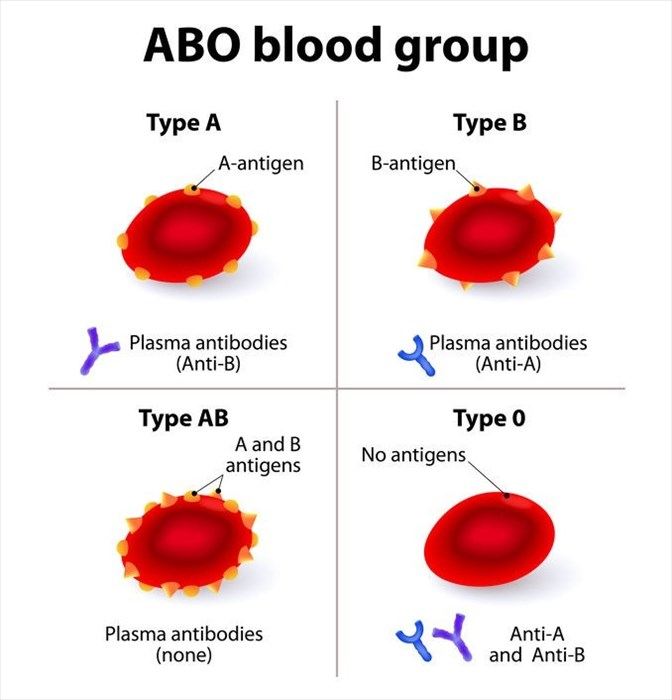 ABO blood group
Type A
A-antigen
Plasma antibodies
(Anti-B)
Type B
B-antigen
Plasma antibodies
(Anti-A)
Type AB
A and B
antigens
Plasma antibodies
(none)
Type 0
No antigens
Anti-A
and Anti-B